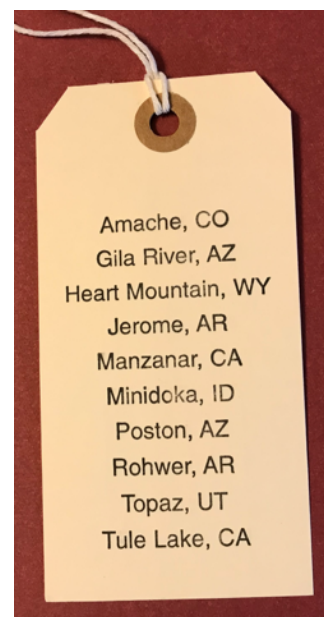 Amache, CO
Gila River, AZ
Heart Mountain, WY
Jerome, AR
Manzanar, CA
Minidoka, ID
Poston, AZ
Rohwer, AR
Topaz, UT
Tule Lake, CA